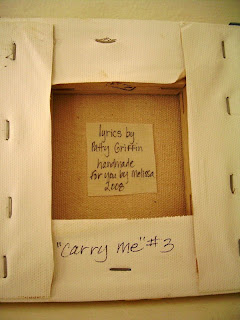 lyrics by
Patty Griffin
handmade
for you by Melissa
2008
"carry me" #3